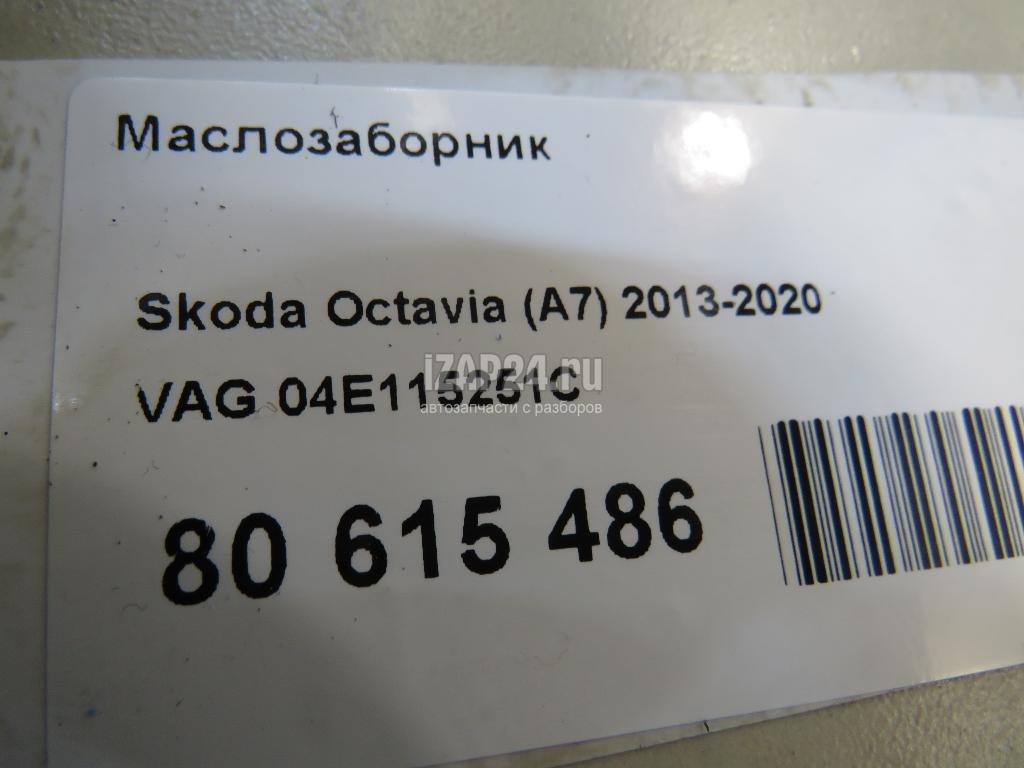 Маслозаборник
Skoda Octavia (A7) 2013-2020
VAG 04E115251C
iZAP24.ru
автозапчасти с разборов
80 615 486